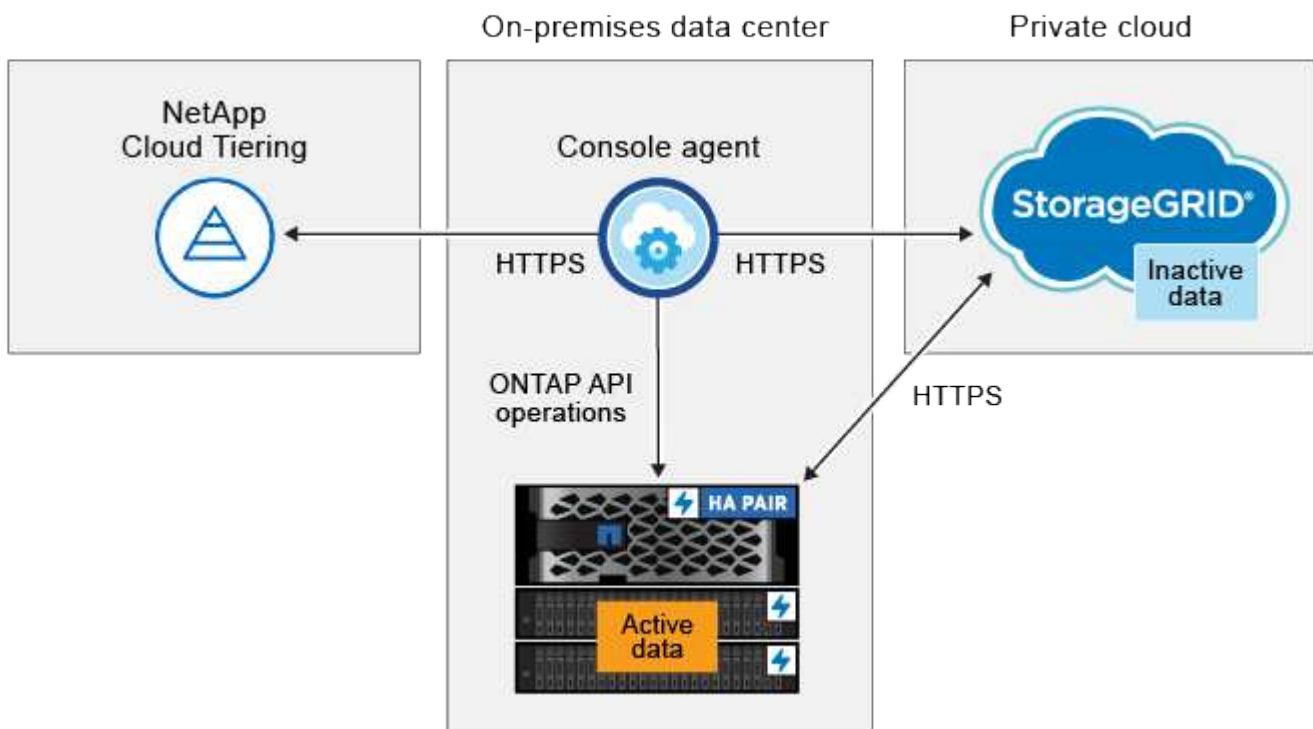 On-premises data center
Private cloud
NetApp
Cloud Tiering
Console agent
StorageGRID®
Inactive
data
HTTPS
HTTPS
ONTAP API
operations
HTTPS
HA PAIR
Active
data